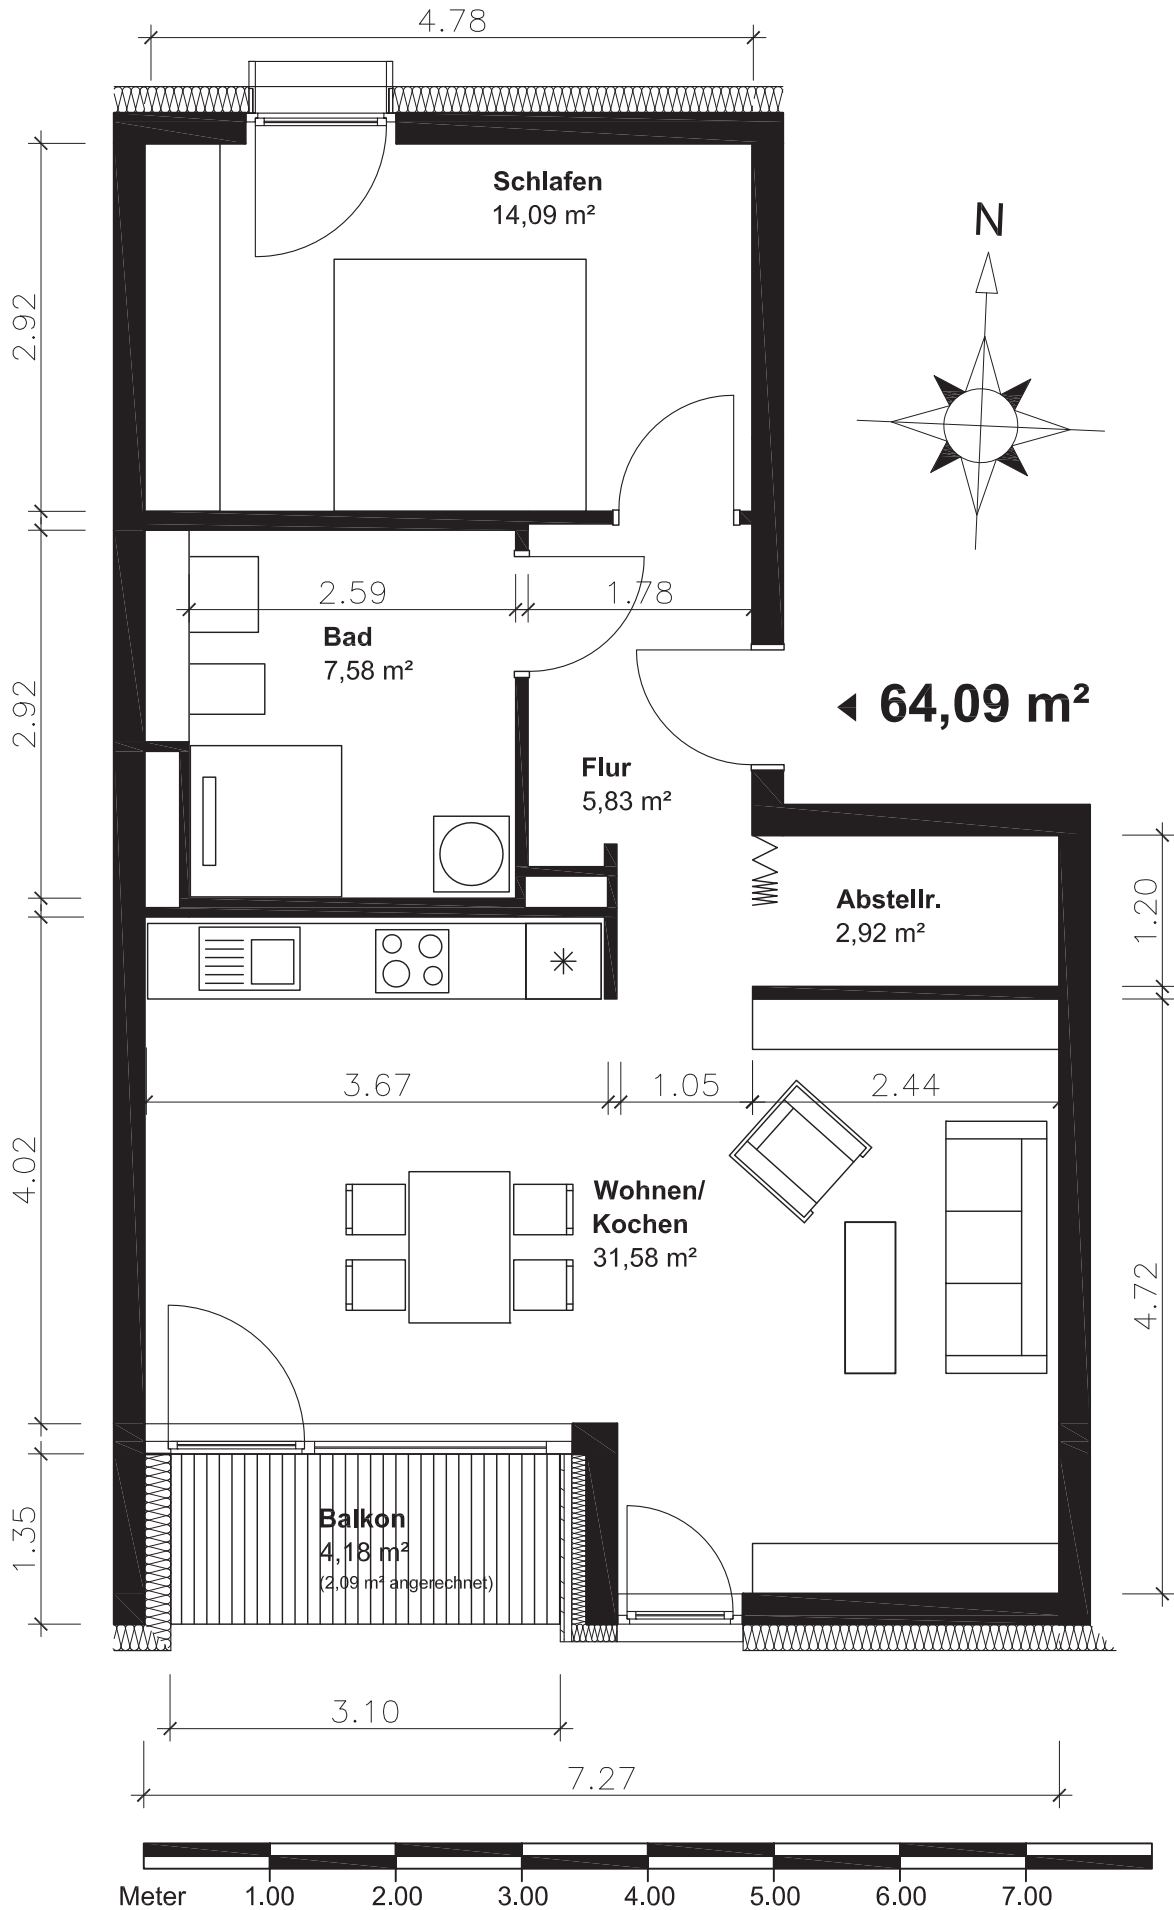 4.78
Schlafen
14,09 m²
N
2.92
2.59
1.78
Bad
7,58 m²
2.92
64,09 m²
Flur
5,83 m²
Abstellr.
2,92 m²
1.20
3.67
1.05
2.44
4.02
Wohnen/
Kochen
31,58 m²
4.72
1.35
Balkon
4,18 m²
(2,09 m² angerechnet)
3.10
7.27
Meter 1.00 2.00 3.00 4.00 5.00 6.00 7.00